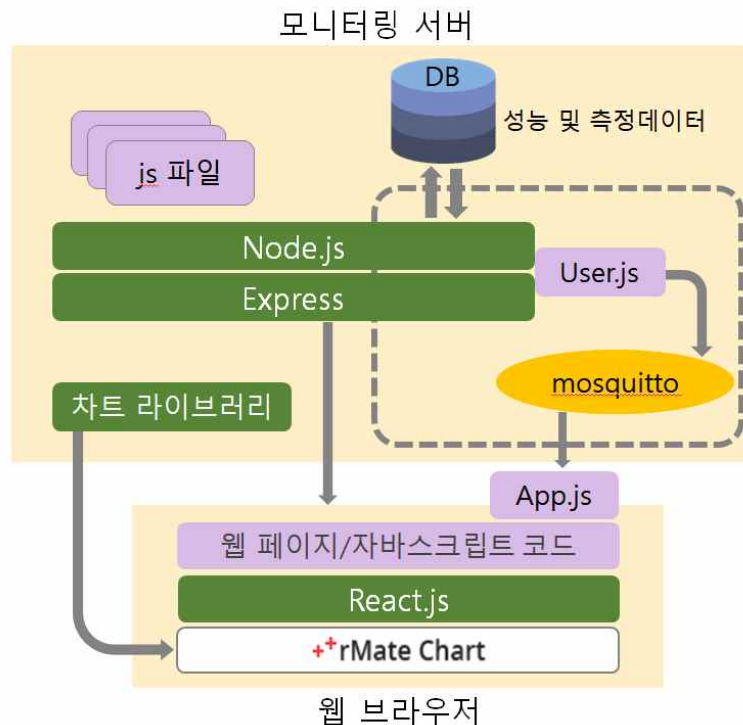 모니터링 서버
DB
성능 및 측정데이터
js 파일
Node.js
User.js
Express
mosquitto
차트 라이브러리
App.js
웹 페이지/자바스크립트 코드
React.js
rMate Chart
웹 브라우저